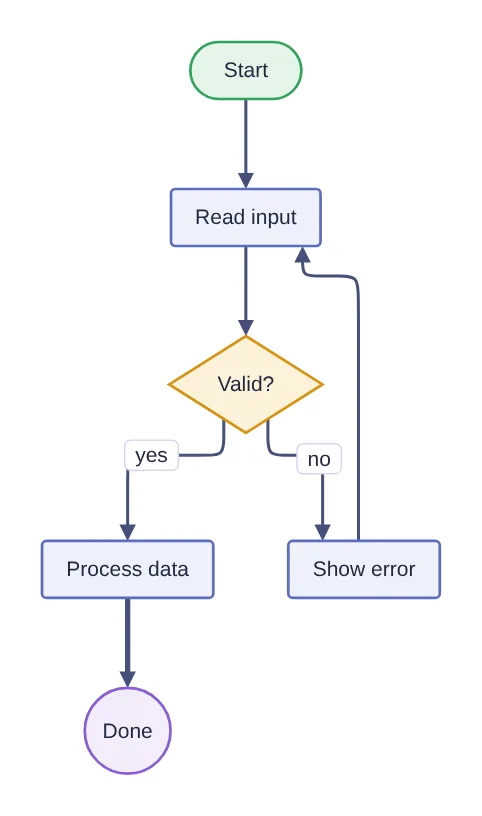 Start
Read input
Valid?
yes
no
Process data
Show error
Done